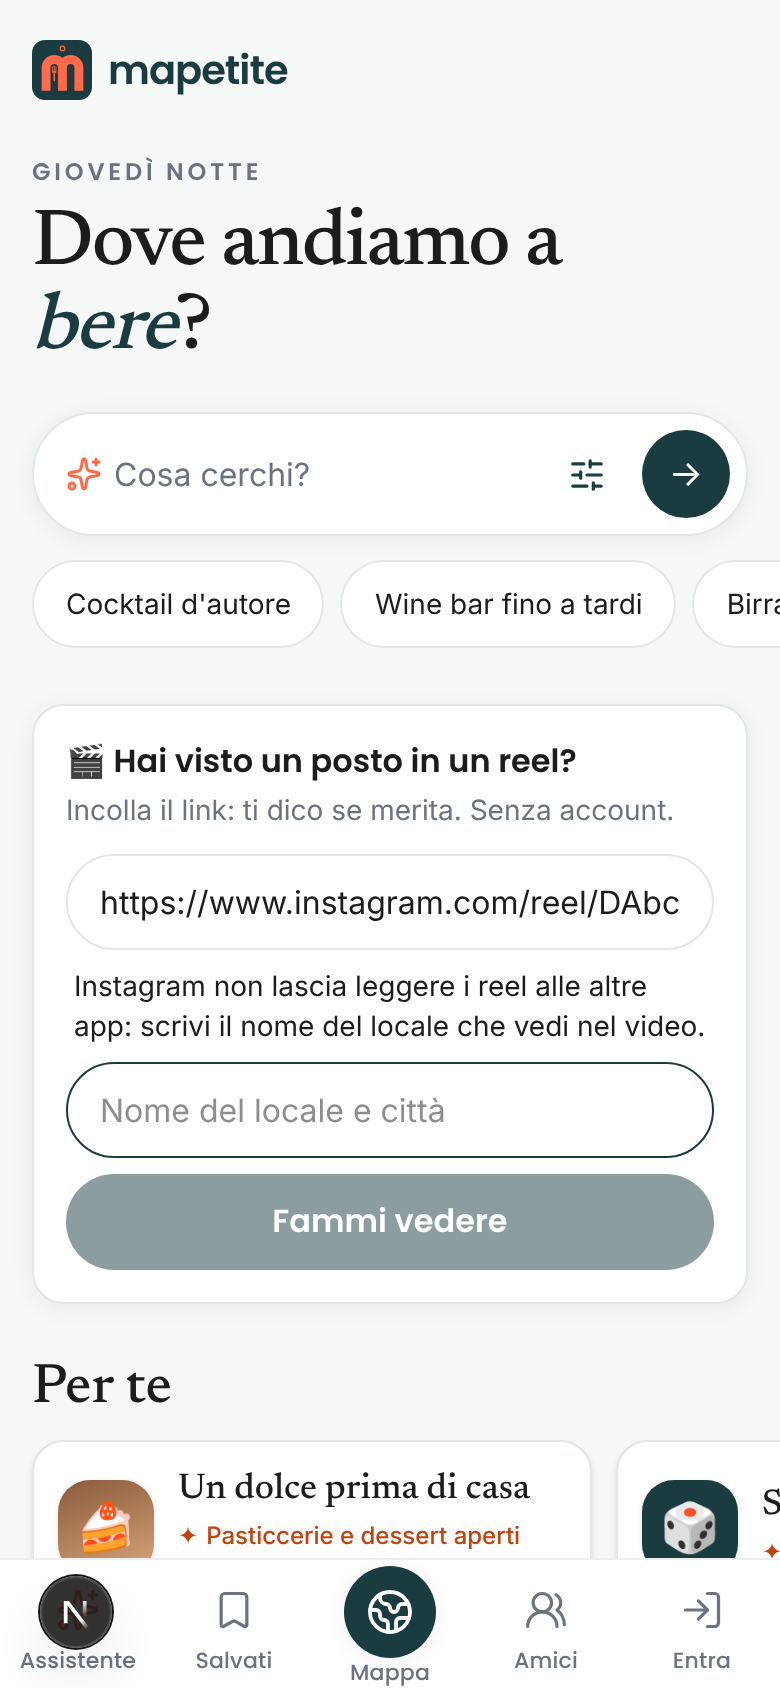 mapetite
GIOVEDÌ NOTTE
Dove andiamo a
bere?
Cosa cerchi?
Cocktail d'autore
Wine bar fino a tardi
Birra
🎬 Hai visto un posto in un reel?
Incolla il link: ti dico se merita. Senza account.
https://www.instagram.com/reel/DAbc
Instagram non lascia leggere i reel alle altre
app: scrivi il nome del locale che vedi nel video.
Nome del locale e città
Fammi vedere
Per te
Un dolce prima di casa
✦ Pasticcerie e dessert aperti
S
✦
N
Assistente
Salvati
Mappa
Amici
Entra